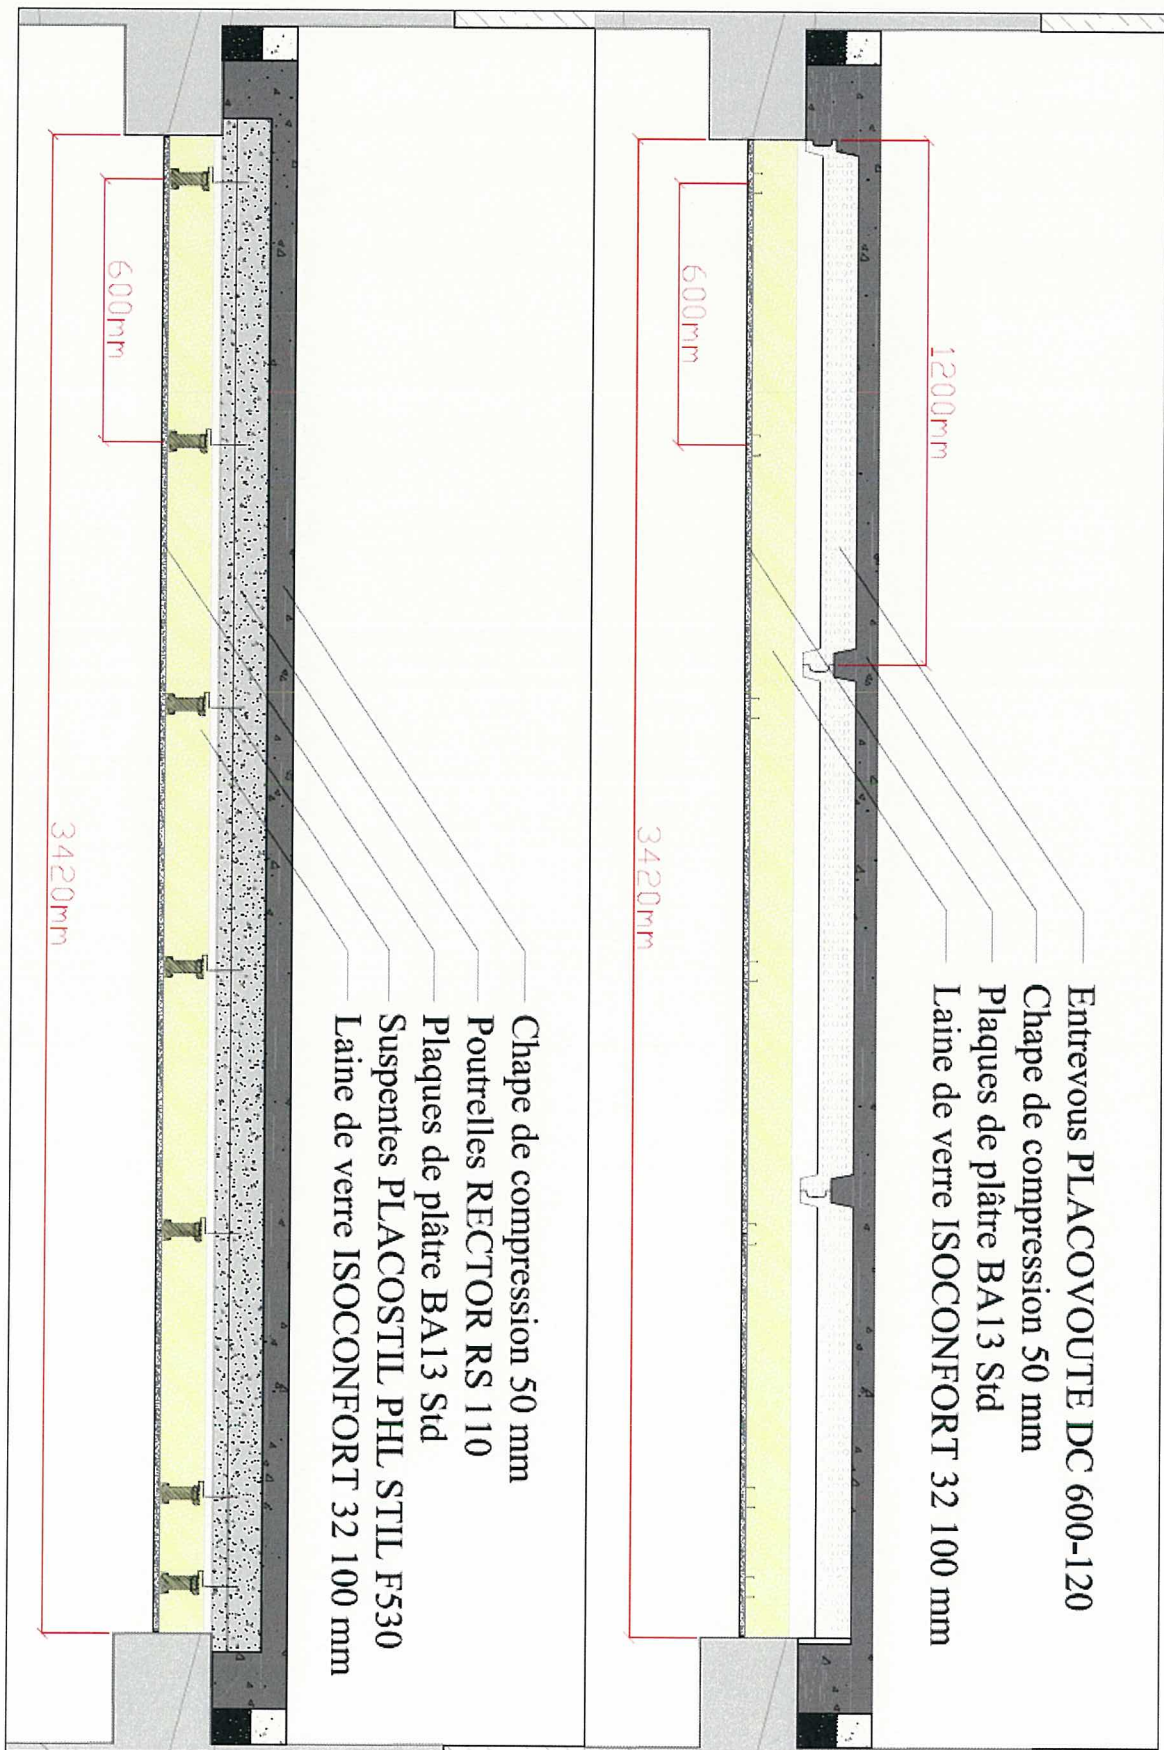 Entrevous PLACOVOUTE DC 600-120
Chape de compression 50 mm
Plaques de plâtre BA13 Std
Laine de verre ISOCONFORT 32 100 mm
1200mm
600mm
3420mm
Chape de compression 50 mm
Poutrelles RECTOR RS 110
Plaques de plâtre BA13 Std
Suspentes PLACOSTIL PHL STIL F530
Laine de verre ISOCONFORT 32 100 mm
600mm
3420mm